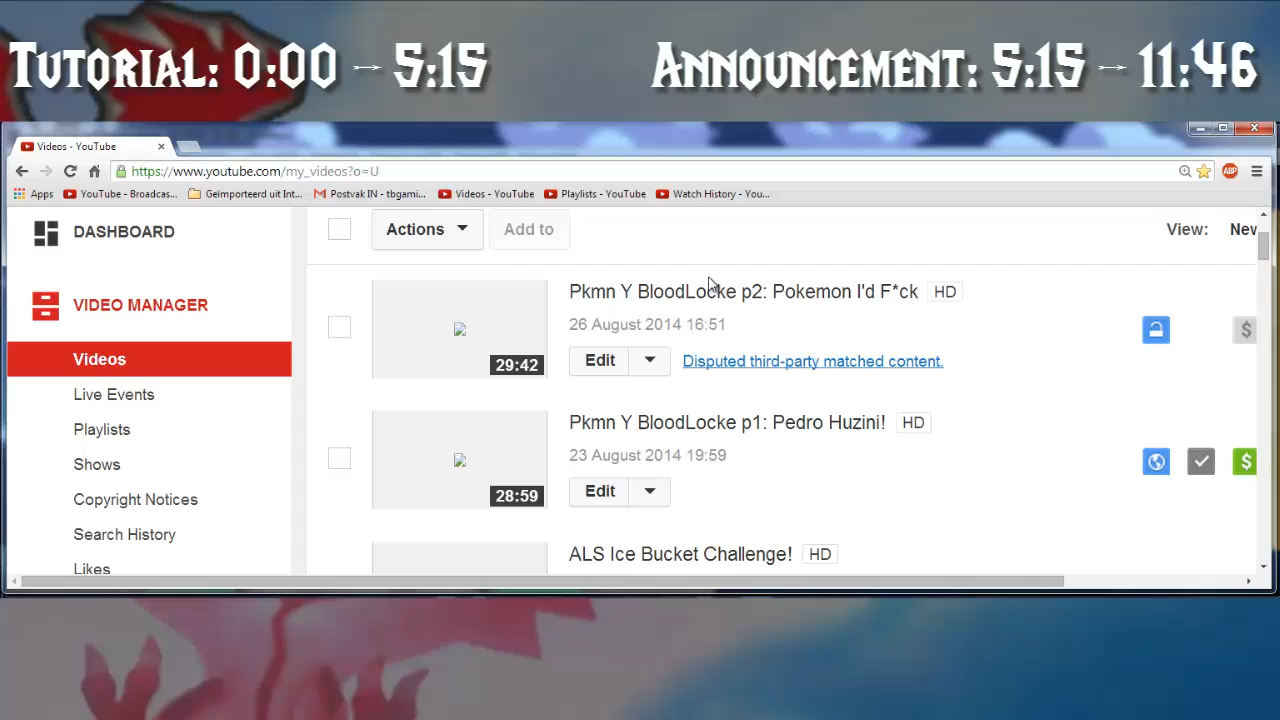 TUTORIAL: 0:00 → 5:15
ANNOUNCEMENT: 5:15 → 11:46
Videos - YouTube
https://www.youtube.com/my_videos?o=U
ABP
Apps
YouTube - Broadcas...
Geïmporteerd uit Int...
Postvak IN - tbgami...
Videos - YouTube
Playlists - YouTube
Watch History - You...
DASHBOARD
VIDEO MANAGER
Videos
Live Events
Playlists
Shows
Copyright Notices
Search History
Likes
Actions
Add to
View:
New
Pkmn Y BloodLocke p2: Pokemon I'd F*ck HD
26 August 2014 16:51
29:42
Edit
Disputed third-party matched content.
$
Pkmn Y BloodLocke p1: Pedro Huzini! HD
23 August 2014 19:59
28:59
Edit
$
ALS Ice Bucket Challenge! HD